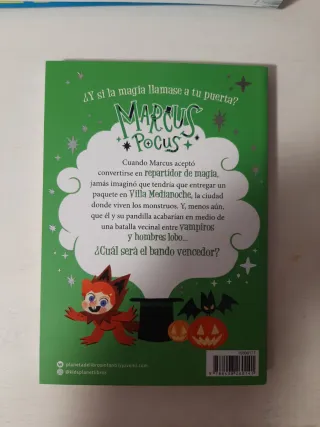 ¿Y si la magia llamase a tu puerta?
MARCUS
POCUS
Cuando Marcus aceptó
convertirse en repartidor de magia,
jamás imaginó que tendría que entregar un
paquete en Villa Medianoche, la ciudad
donde viven los monstruos. Y, menos aún,
que él y su pandilla acabarían en medio de
una batalla vecinal entre vampiros
y hombres lobo...
¿Cuál será el bando vencedor?